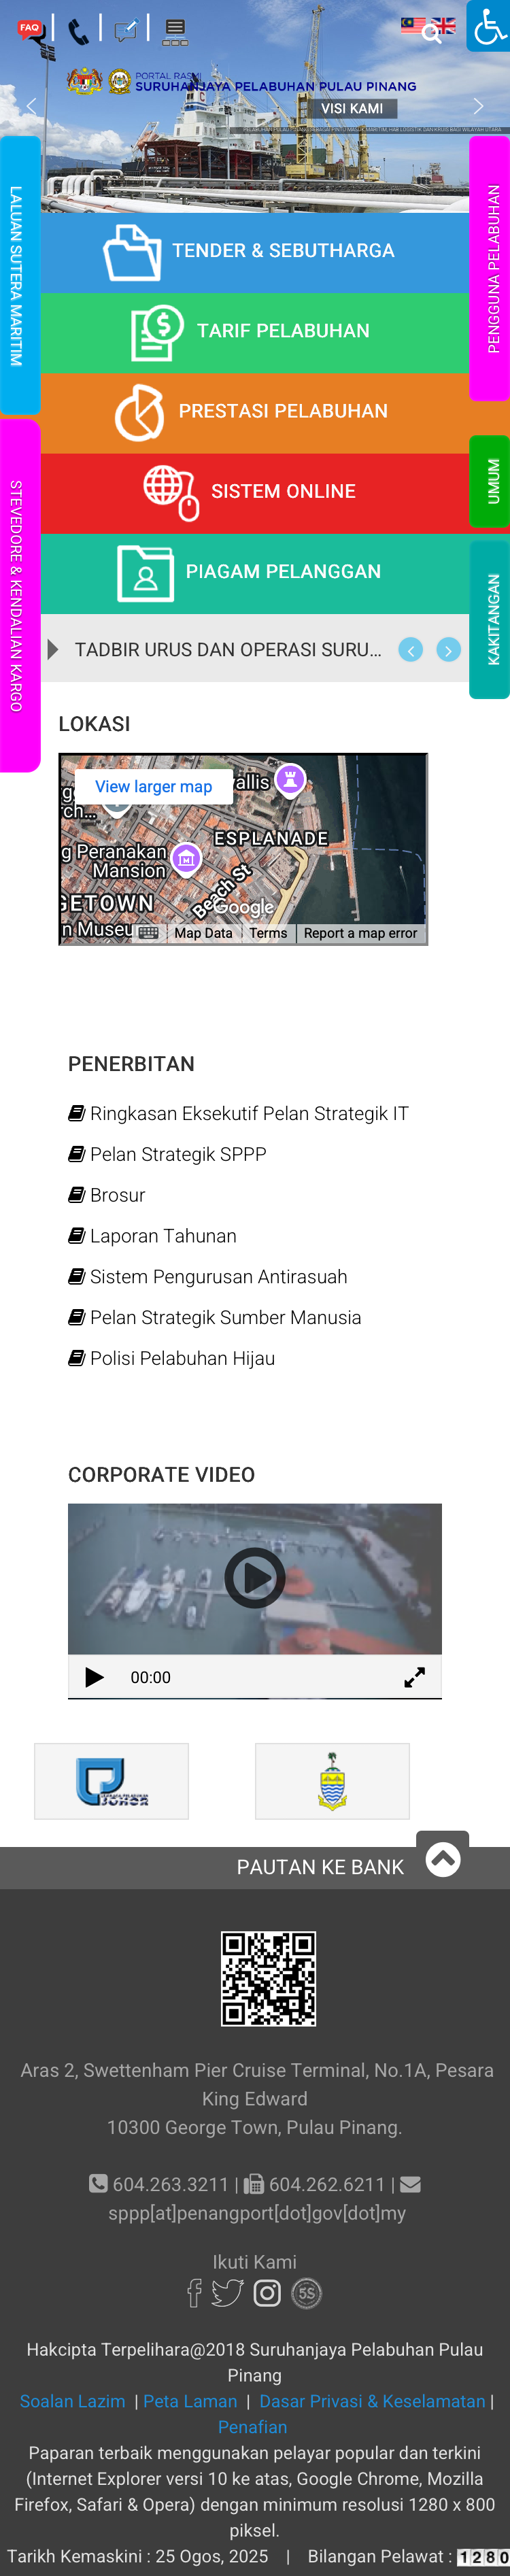 FAQ
PORTAL RASMI
SURUHANJAYA PELABUHAN PULAU PINANG
VISI KAMI
LALUAN SUTERA MARITIM
STEVEDORE & KENDALIAN KARGO
PENGGUNA PELABUHAN
UMUM
KAKITANGAN
TENDER & SEBUTHARGA
TARIF PELABUHAN
PRESTASI PELABUHAN
SISTEM ONLINE
PIAGAM PELANGGAN
TADBIR URUS DAN OPERASI SURU...
LOKASI
View larger map
ESPLANADE
g Peranakan
Mansion
Beach St
Google
Map Data
Terms
Report a map error
PENERBITAN
Ringkasan Eksekutif Pelan Strategik IT
Pelan Strategik SPPP
Brosur
Laporan Tahunan
Sistem Pengurusan Antirasuah
Pelan Strategik Sumber Manusia
Polisi Pelabuhan Hijau
CORPORATE VIDEO
00:00
JOHOR
PAUTAN KE BANK
Aras 2, Swettenham Pier Cruise Terminal, No.1A, Pesara
King Edward
10300 George Town, Pulau Pinang.
604.263.3211 | 604.262.6211 |
sppp[at]penangport[dot]gov[dot]my
Ikuti Kami
5S
Hakcipta Terpelihara@2018 Suruhanjaya Pelabuhan Pulau
Pinang
Soalan Lazim | Peta Laman | Dasar Privasi & Keselamatan |
Penafian
Paparan terbaik menggunakan pelayar popular dan terkini
(Internet Explorer versi 10 ke atas, Google Chrome, Mozilla
Firefox, Safari & Opera) dengan minimum resolusi 1280 x 800
piksel.
Tarikh Kemaskini : 25 Ogos, 2025 | Bilangan Pelawat : 1280